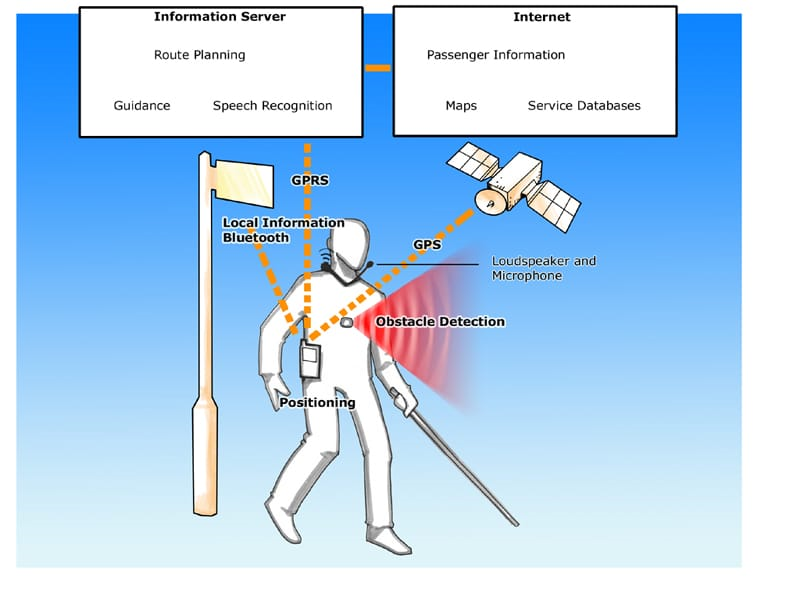 Information Server
Route Planning
Guidance
Speech Recognition
Internet
Passenger Information
Maps
Service Databases
GPRS
Local Information
Bluetooth
GPS
Loudspeaker and
Microphone
Obstacle Detection
Positioning